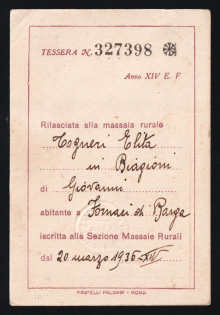 TESSERA N. 327398
Anno XIV E. F.
Rilasciata alla massaia rurale
Togneri Elita
in Biagioni
di Giovanni
abitante a Fornaci di Barga
iscritta alla Sezione Massaie Rurali
dal 20 marzo 1936-XIV
FRATELLI PALOMBI - ROMA